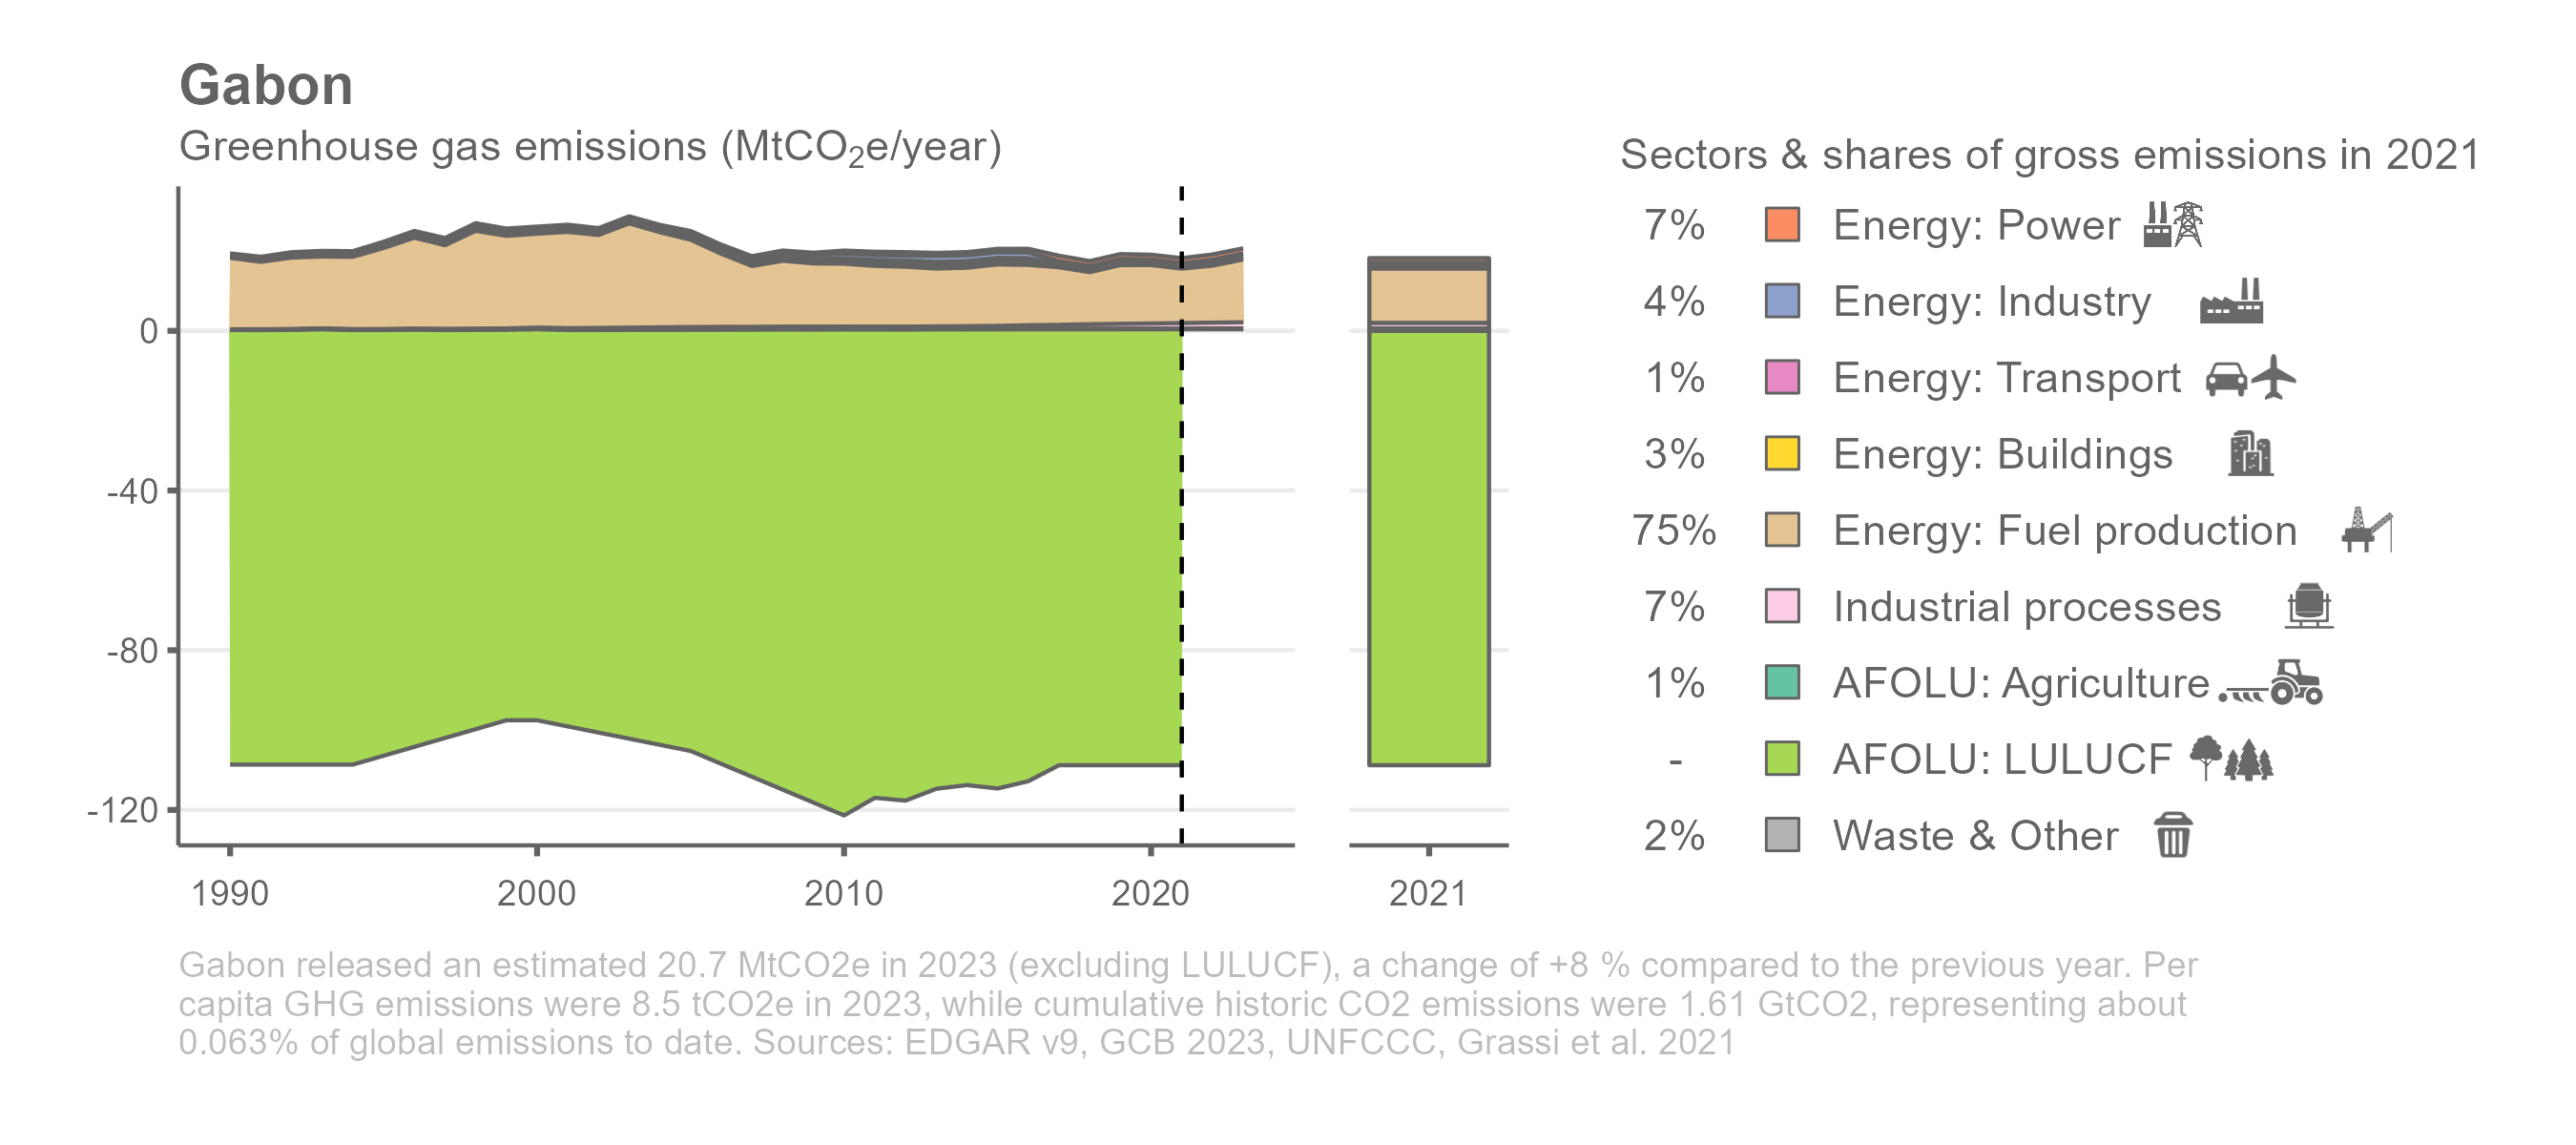 Gabon
Greenhouse gas emissions (MtCO₂e/year)
0
-40
-80
-120
1990 2000 2010 2020 2021
Sectors & shares of gross emissions in 2021
7% Energy: Power
4% Energy: Industry
1% Energy: Transport
3% Energy: Buildings
75% Energy: Fuel production
7% Industrial processes
1% AFOLU: Agriculture
- AFOLU: LULUCF
2% Waste & Other
Gabon released an estimated 20.7 MtCO2e in 2023 (excluding LULUCF), a change of +8 % compared to the previous year. Per
capita GHG emissions were 8.5 tCO2e in 2023, while cumulative historic CO2 emissions were 1.61 GtCO2, representing about
0.063% of global emissions to date. Sources: EDGAR v9, GCB 2023, UNFCCC, Grassi et al. 2021